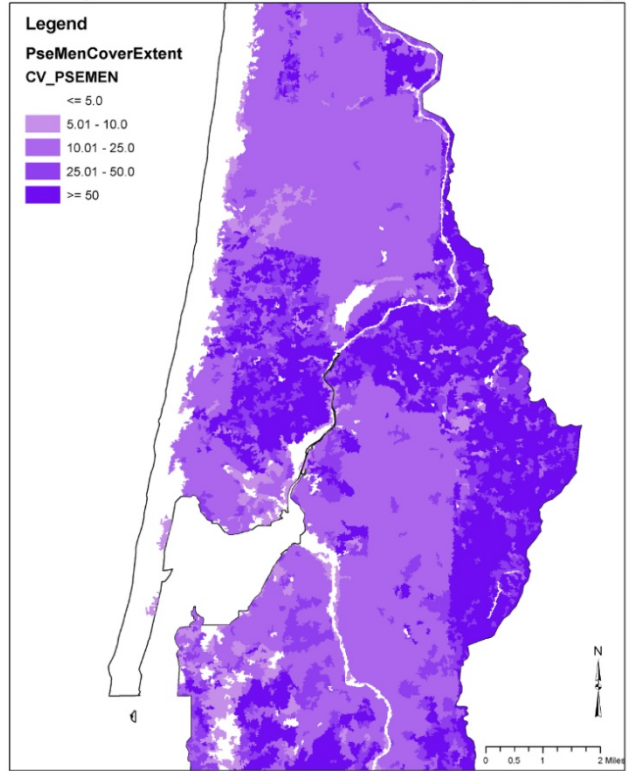 Legend
PseMenCoverExtent
CV_PSEMEN
<= 5.0
5.01 - 10.0
10.01 - 25.0
25.01 - 50.0
>= 50
N
0 0.5 1 2 Miles